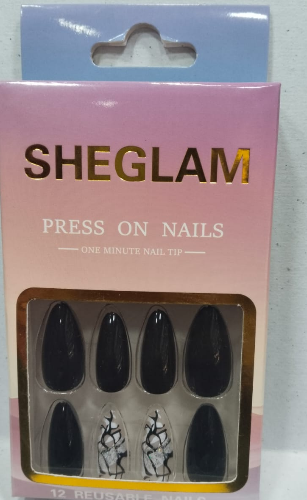 SHEGLAM
PRESS ON NAILS
ONE MINUTE NAIL TIP
12 REUSABLE NAILS